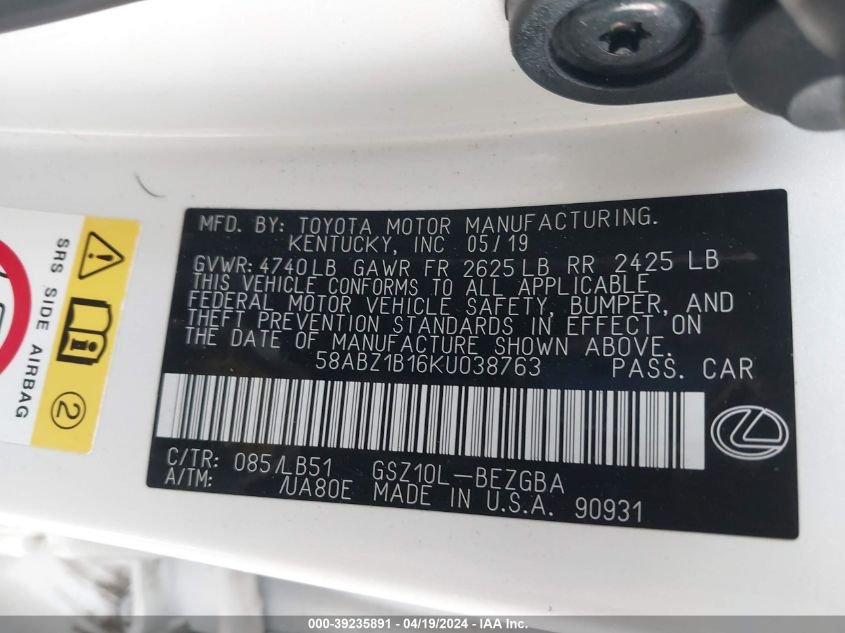 MFD. BY: TOYOTA MOTOR MANUFACTURING.
KENTUCKY, INC 05/19
GVWR: 4740LB GAWR FR 2625LB RR 2425 LB
THIS VEHICLE CONFORMS TO ALL APPLICABLE
FEDERAL MOTOR VEHICLE SAFETY, BUMPER, AND
THEFT PREVENTION STANDARDS IN EFFECT ON
THE DATE OF MANUFACTURE SHOWN ABOVE.
58ABZ1B16KU038763 PASS. CAR
C/TR: 085/LB51 GSZ10L-BEZGBA
A/TM: /UA80E MADE IN U.S.A. 90931
SRS SIDE AIRBAG
2
000-39235891 - 04/19/2024 - IAA Inc.